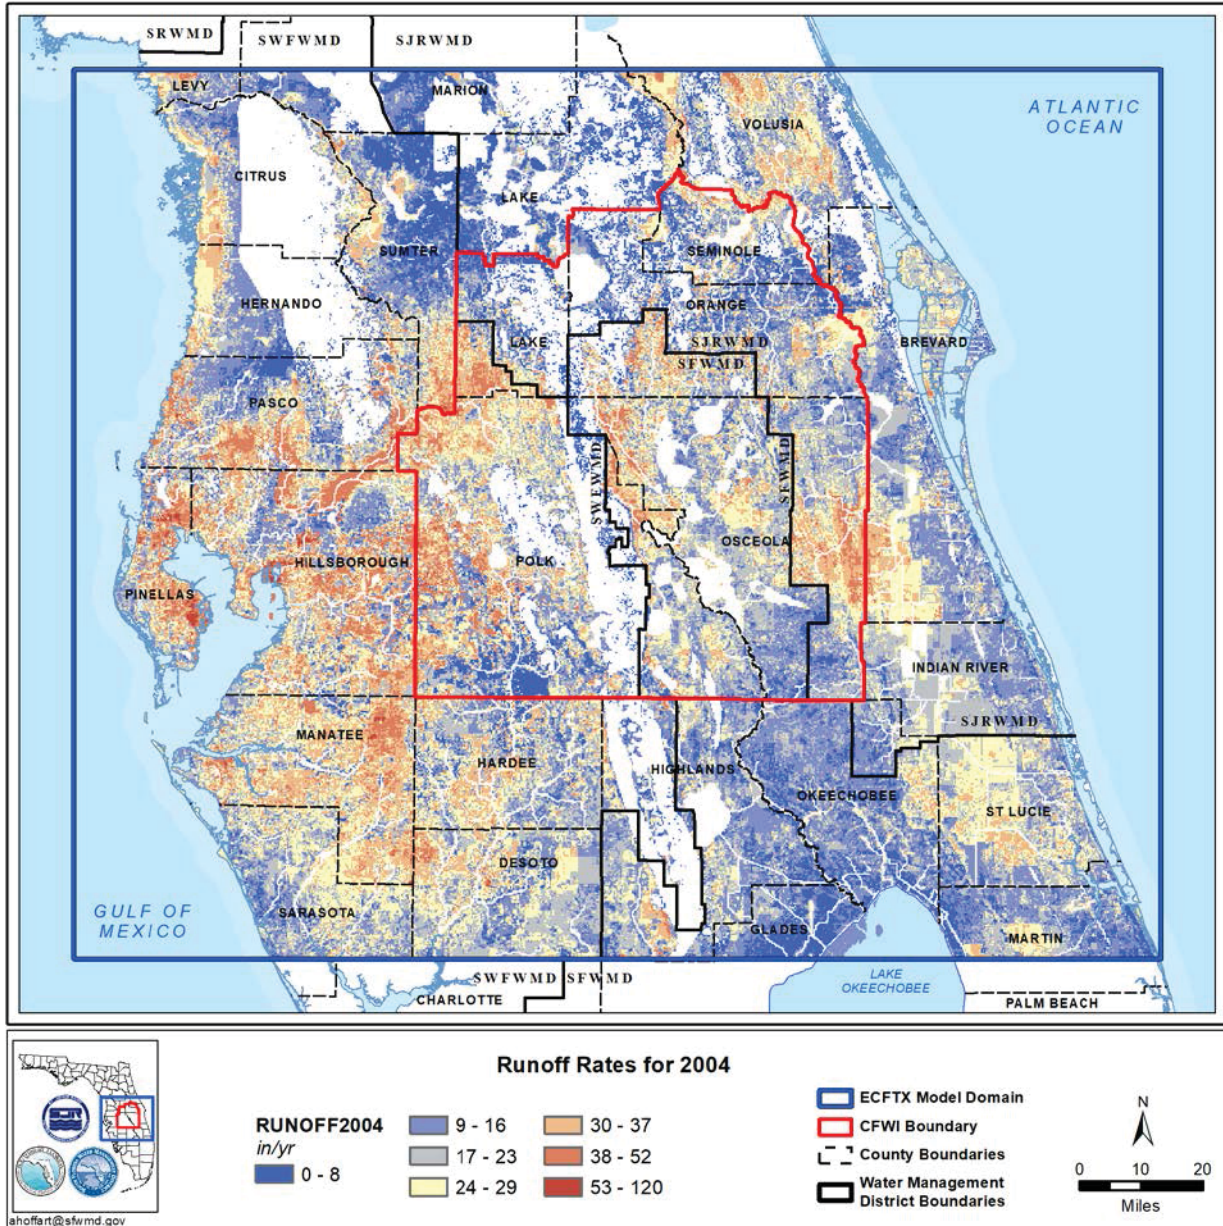 SRWMD
SWFWMD
SJRWMD
LEVY
MARION
VOLUSIA
ATLANTIC
OCEAN
CITRUS
LAKE
SUMTER
SEMINOLE
HERNANDO
ORANGE
LAKE
SJRWMD
SFWMD
BREVARD
PASCO
SWFWMD
SFWMD
OSCEOLA
HILLSBOROUGH
POLK
PINELLAS
INDIAN RIVER
SJRWMD
MANATEE
HARDEE
HIGHLANDS
OKEECHOBEE
ST LUCIE
DESOTO
SARASOTA
GULF OF
MEXICO
GLADES
MARTIN
SWFWMD
SFWMD
CHARLOTTE
LAKE
OKEECHOBEE
PALM BEACH
Runoff Rates for 2004
RUNOFF2004
in/yr
0 - 8
9 - 16
17 - 23
24 - 29
30 - 37
38 - 52
53 - 120
ECFTX Model Domain
CFWI Boundary
County Boundaries
Water Management
District Boundaries
N
0 10 20
Miles
ahoffart@sfwmd.gov